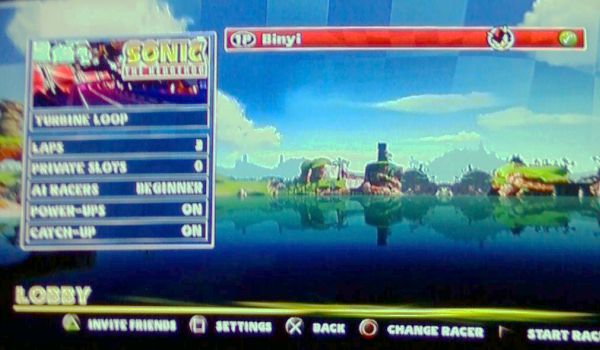 SONIC
THE HEDGEHOG
TURBINE LOOP
LAPS 3
PRIVATE SLOTS 0
AI RACERS BEGINNER
POWER-UPS ON
CATCH-UP ON
1P Binyi
LOBBY
INVITE FRIENDS SETTINGS BACK CHANGE RACER START RAC